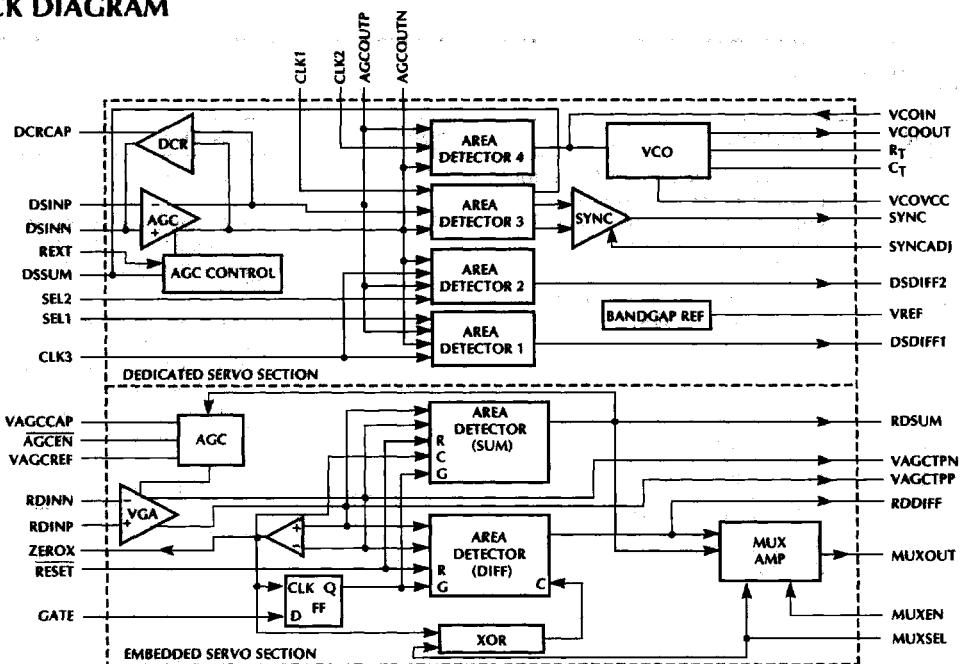 CK DIAGRAM
CLK1
CLK2
AGCOUTP
AGCOUTN
DCRCAP
DSINP
DSINN
REXT
DSSUM
SEL2
SEL1
CLK3
DCR
−
AGC
+
AGC CONTROL
AREA
DETECTOR 4
AREA
DETECTOR 3
AREA
DETECTOR 2
AREA
DETECTOR 1
VCO
SYNC
BANDGAP REF
VCOIN
VCOOUT
RT
CT
VCOVCC
SYNC
SYNCADJ
DSDIFF2
VREF
DSDIFF1
DEDICATED SERVO SECTION
VAGCCAP
AGCEN
VAGCREF
RDINN
RDINP
ZEROX
RESET
GATE
AGC
−
VGA
+
+
−
CLK Q
FF
D
AREA
DETECTOR
(SUM)
R
C
G
AREA
DETECTOR
(DIFF)
R
G
C
XOR
MUX
AMP
RDSUM
VAGCTPN
VAGCTPP
RDDIFF
MUXOUT
MUXEN
MUXSEL
EMBEDDED SERVO SECTION